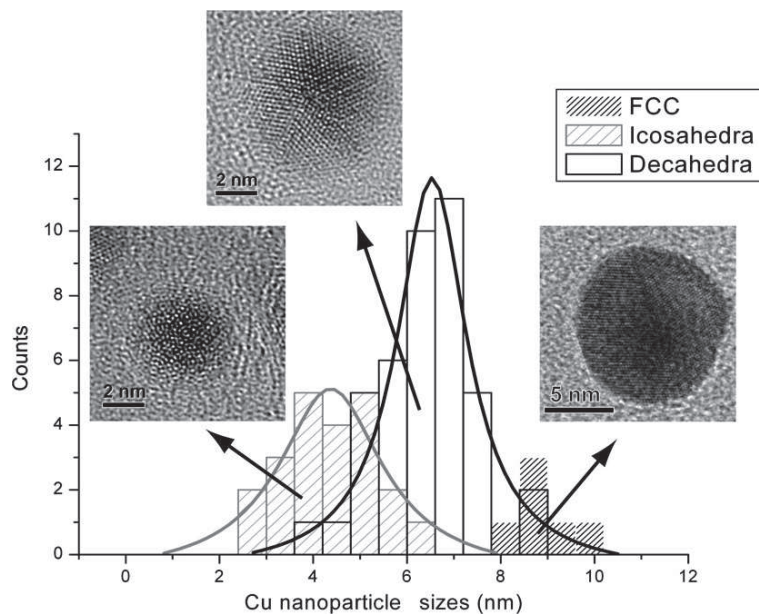 2 nm
FCC
Icosahedra
Decahedra
2 nm
5 nm
12
10
8
6
4
2
0
Counts
0 2 4 6 8 10 12
Cu nanoparticle sizes (nm)